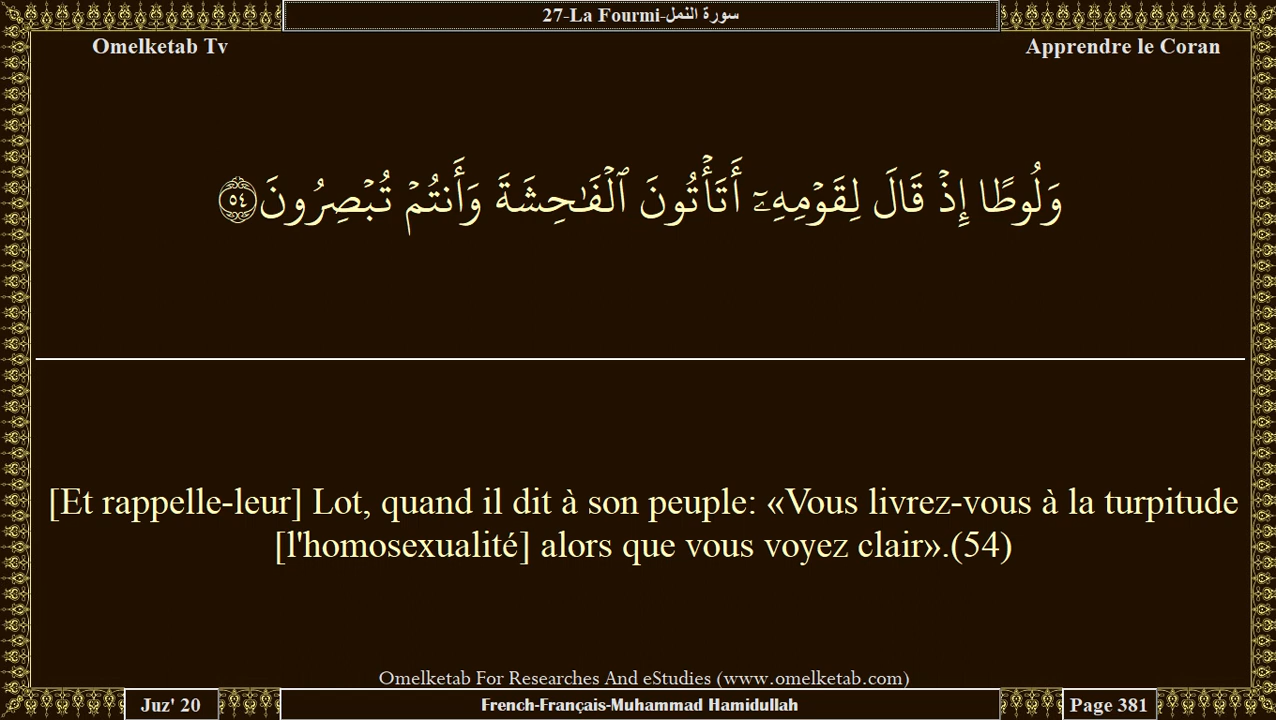 27-La Fourmi-سورة النمل
Omelketab Tv
Apprendre le Coran
وَلُوطًا إِذۡ قَالَ لِقَوۡمِهِۦٓ أَتَأۡتُونَ ٱلۡفَـٰحِشَةَ وَأَنتُمۡ تُبۡصِرُونَ ٥٤
[Et rappelle-leur] Lot, quand il dit à son peuple: «Vous livrez-vous à la turpitude
[l'homosexualité] alors que vous voyez clair».(54)
Omelketab For Researches And eStudies (www.omelketab.com)
Juz' 20
French-Français-Muhammad Hamidullah
Page 381